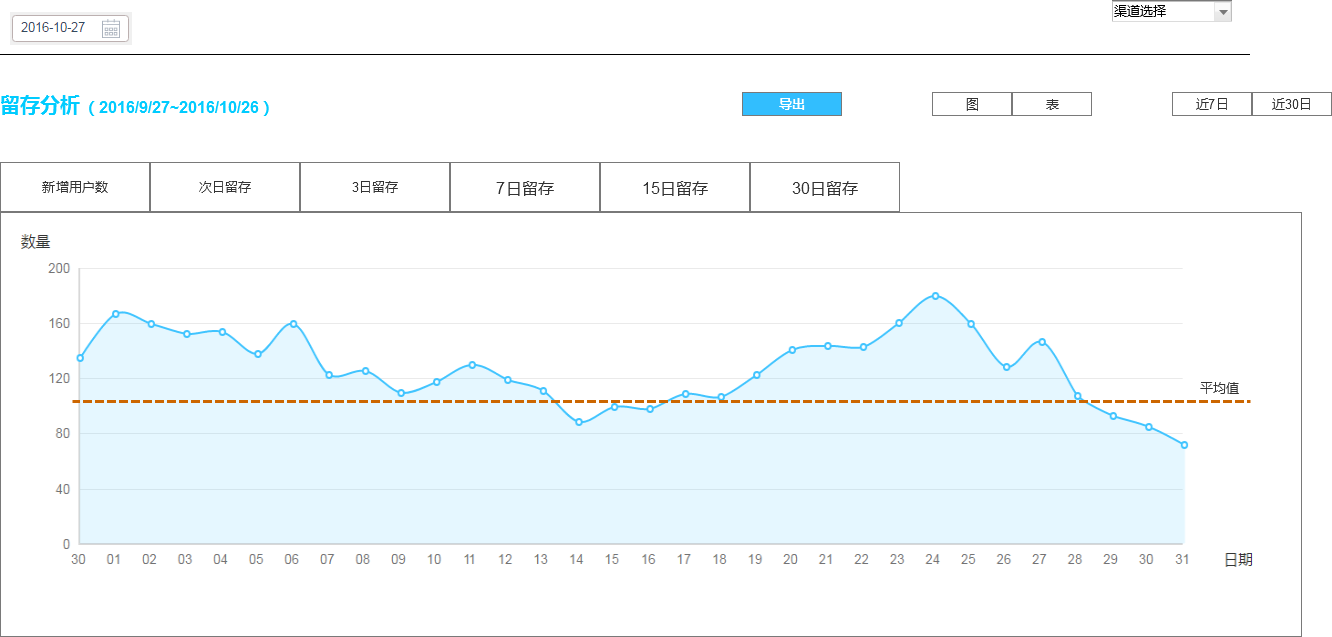 渠道选择
2016-10-27
留存分析（2016/9/27~2016/10/26）
导出
图 表
近7日 近30日
新增用户数 次日留存 3日留存 7日留存 15日留存 30日留存
数量
200
160
120
平均值
80
40
0
30 01 02 03 04 05 06 07 08 09 10 11 12 13 14 15 16 17 18 19 20 21 22 23 24 25 26 27 28 29 30 31 日期